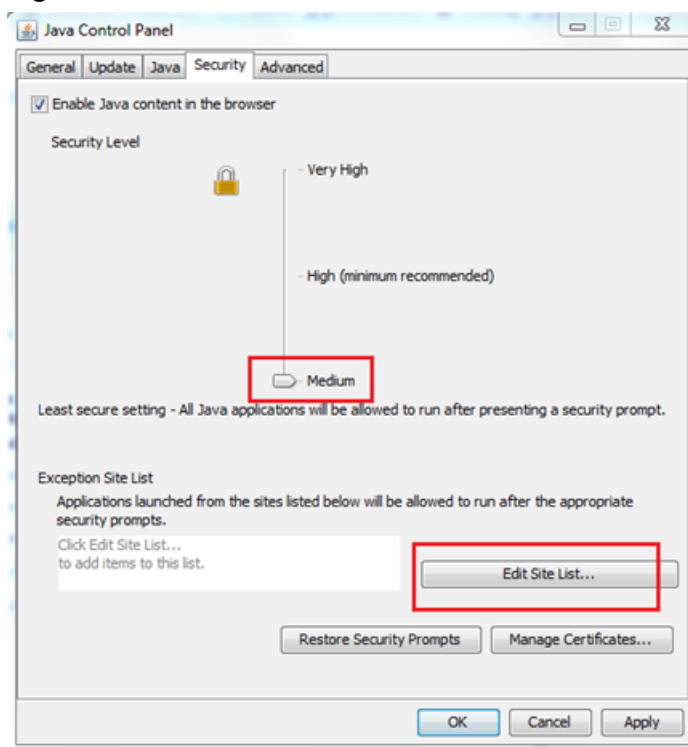 Java Control Panel
General Update Java Security Advanced
Enable Java content in the browser
Security Level
- Very High
- High (minimum recommended)
- Medium
Least secure setting - All Java applications will be allowed to run after presenting a security prompt.
Exception Site List
Applications launched from the sites listed below will be allowed to run after the appropriate
security prompts.
Click Edit Site List...
to add items to this list.
Edit Site List...
Restore Security Prompts Manage Certificates...
OK Cancel Apply